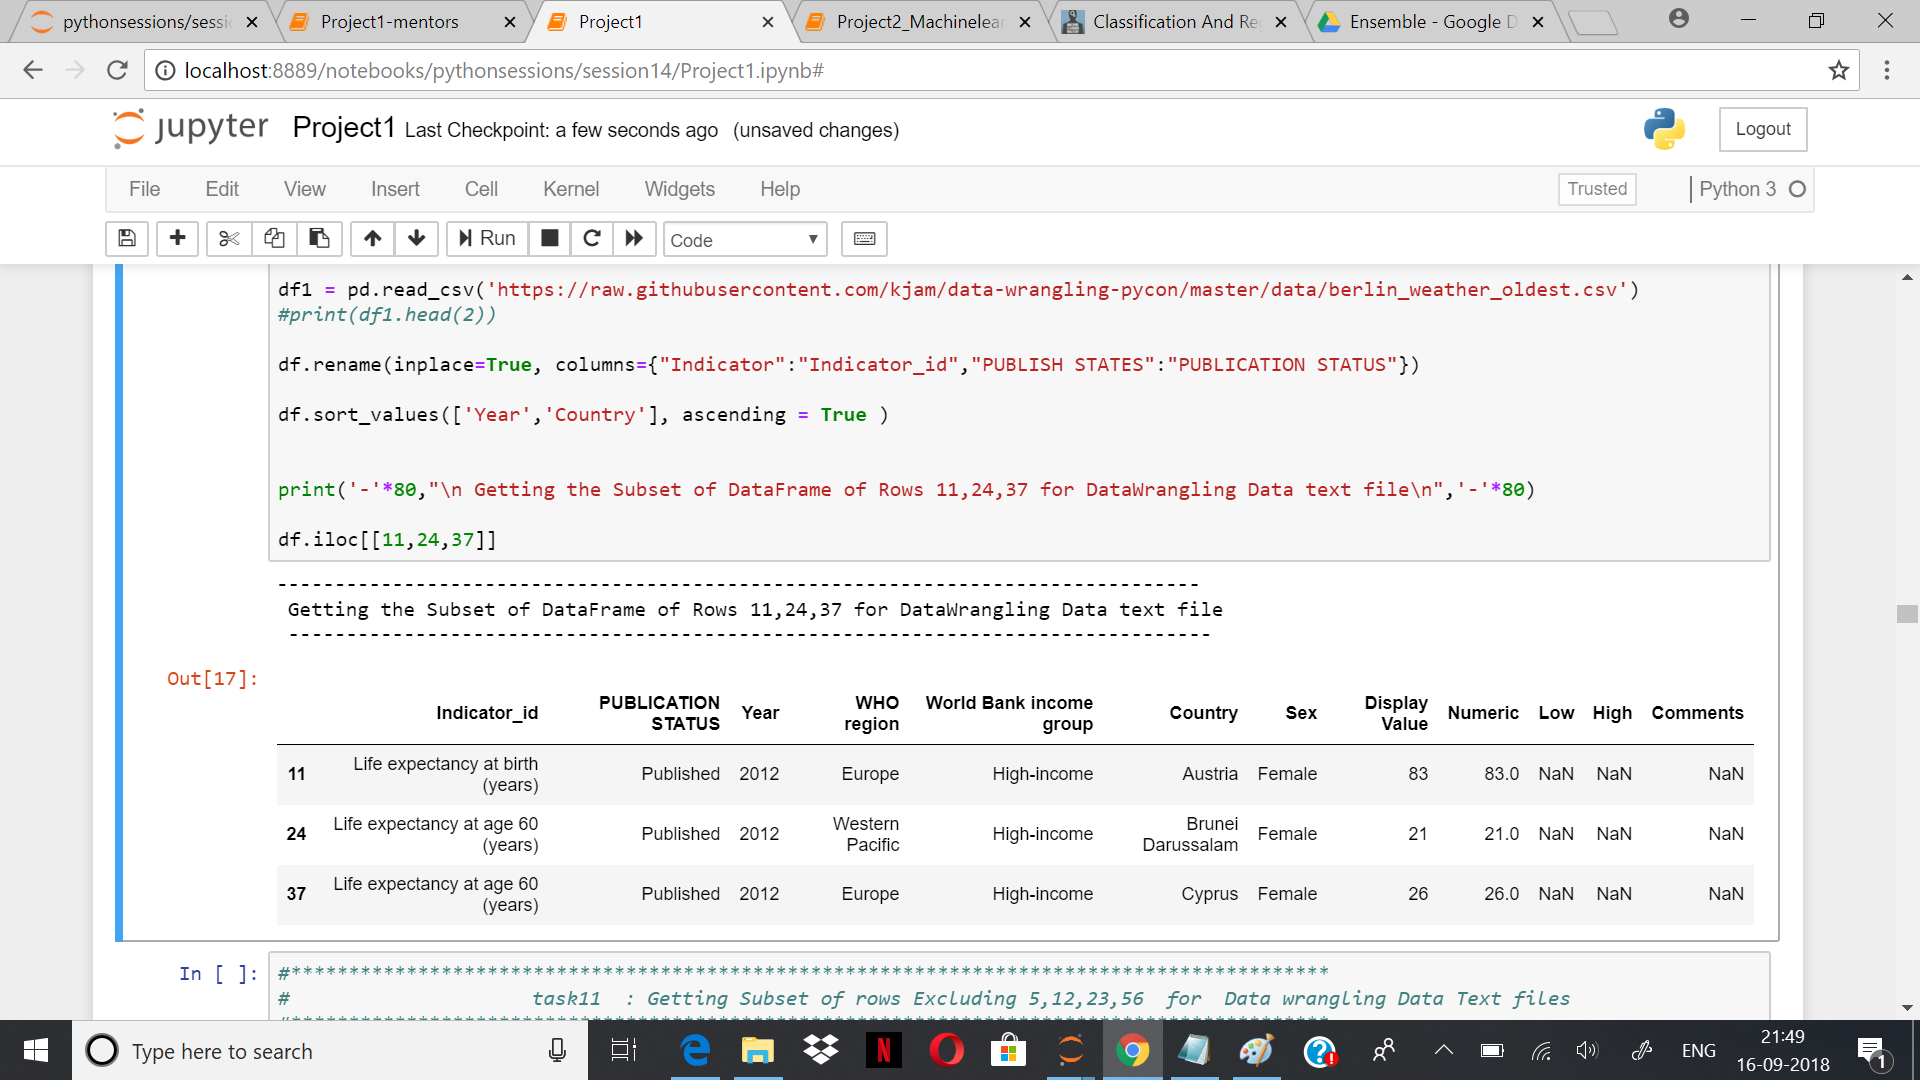 pythonsessions/sessi
Project1-mentors
Project1
Project2_Machinelear
Classification And Re
Ensemble - Google D
localhost:8889/notebooks/pythonsessions/session14/Project1.ipynb#
jupyter Project1 Last Checkpoint: a few seconds ago (unsaved changes)
Logout
File Edit View Insert Cell Kernel Widgets Help Trusted Python 3
Run Code
df1 = pd.read_csv('https://raw.githubusercontent.com/kjam/data-wrangling-pycon/master/data/berlin_weather_oldest.csv')
#print(df1.head(2))
df.rename(inplace=True, columns={"Indicator":"Indicator_id","PUBLISH STATES":"PUBLICATION STATUS"})
df.sort_values(['Year','Country'], ascending = True )
print('-'*80,"\n Getting the Subset of DataFrame of Rows 11,24,37 for DataWrangling Data text file\n",'-'*80)
df.iloc[[11,24,37]]
--------------------------------------------------------------------------------
Getting the Subset of DataFrame of Rows 11,24,37 for DataWrangling Data text file
--------------------------------------------------------------------------------
Out[17]:
Indicator_id PUBLICATION STATUS Year WHO region World Bank income group Country Sex Display Value Numeric Low High Comments
11 Life expectancy at birth (years) Published 2012 Europe High-income Austria Female 83 83.0 NaN NaN NaN
24 Life expectancy at age 60 (years) Published 2012 Western Pacific High-income Brunei Darussalam Female 21 21.0 NaN NaN NaN
37 Life expectancy at age 60 (years) Published 2012 Europe High-income Cyprus Female 26 26.0 NaN NaN NaN
In [ ]: #******************************************************************************************
# task11 : Getting Subset of rows Excluding 5,12,23,56 for Data wrangling Data Text files
Type here to search
N
ENG
21:49
16-09-2018
1